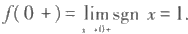 f(0+) = lim sgn x = 1.
x→0+